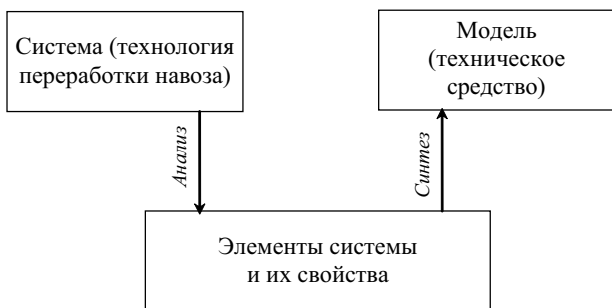 Система (технология
переработки навоза)
Модель
(техническое
средство)
Анализ
Синтез
Элементы системы
и их свойства